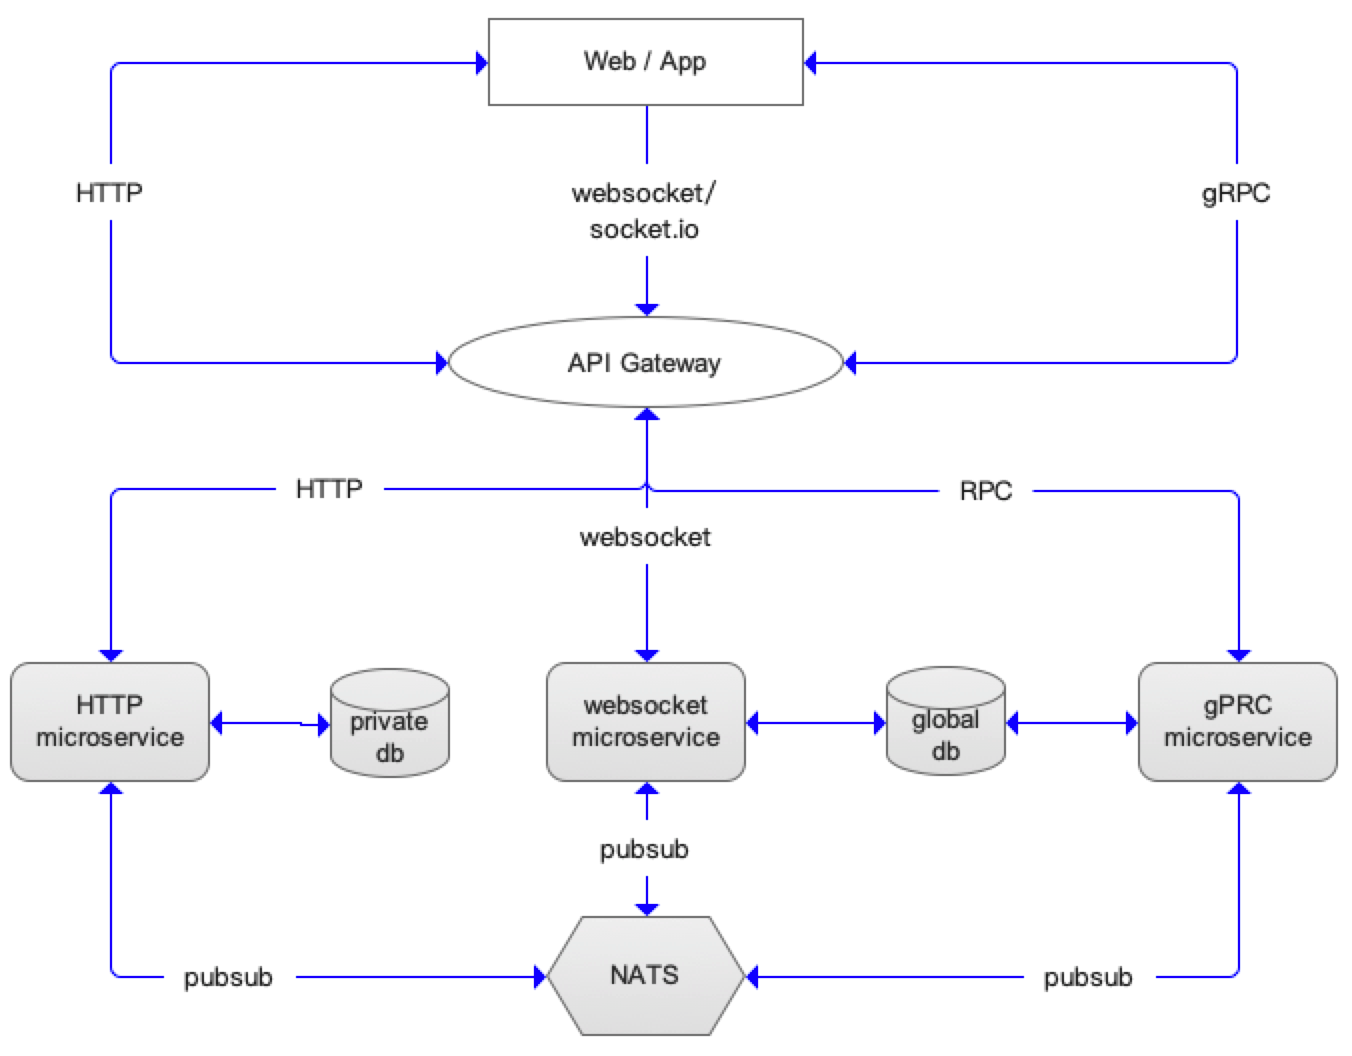 Web / App
HTTP
websocket/
socket.io
gRPC
API Gateway
HTTP
RPC
websocket
HTTP
microservice
private
db
websocket
microservice
global
db
gPRC
microservice
pubsub
pubsub
NATS
pubsub